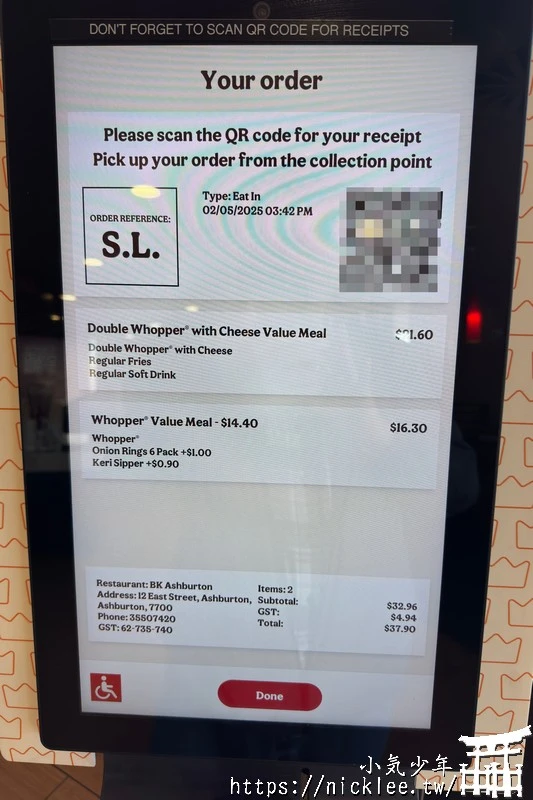 DON'T FORGET TO SCAN QR CODE FOR RECEIPTS
Your order
Please scan the QR code for your receipt
Pick up your order from the collection point
ORDER REFERENCE:
S.L.
Type: Eat In
02/05/2025 03:42 PM
Double Whopper® with Cheese Value Meal
$21.60
Double Whopper® with Cheese
Regular Fries
Regular Soft Drink
Whopper® Value Meal - $14.40
$16.30
Whopper®
Onion Rings 6 Pack +$1.00
Keri Sipper +$0.90
Restaurant: BK Ashburton
Address: 12 East Street, Ashburton,
Ashburton, 7700
Phone: 35507420
GST: 62-735-740
Items: 2
Subtotal: $32.96
GST: $4.94
Total: $37.90
Done
小気少年
https://nicklee.tw/